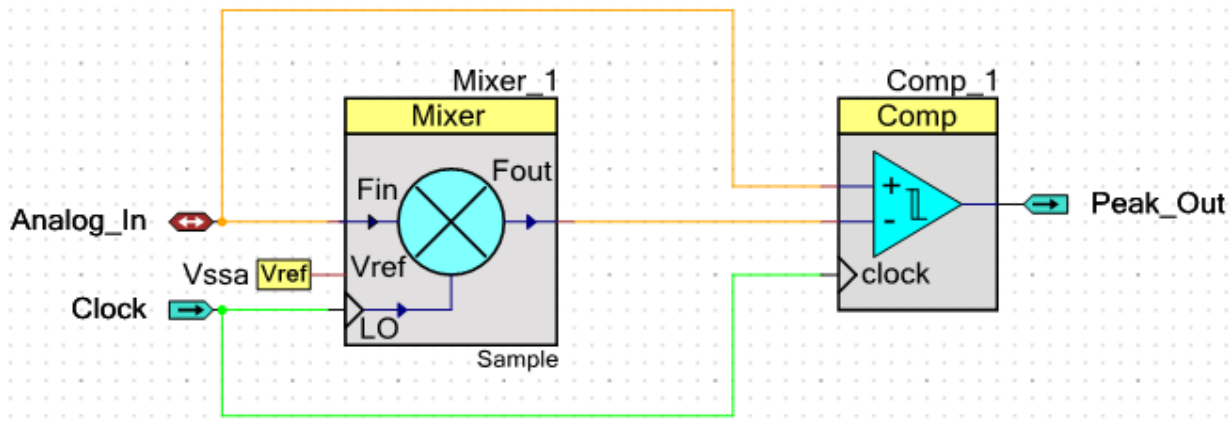 Mixer_1
Mixer
Fin
Fout
Analog_In
Vssa
Vref
Vref
Clock
LO
Sample
Comp_1
Comp
+
-
clock
Peak_Out